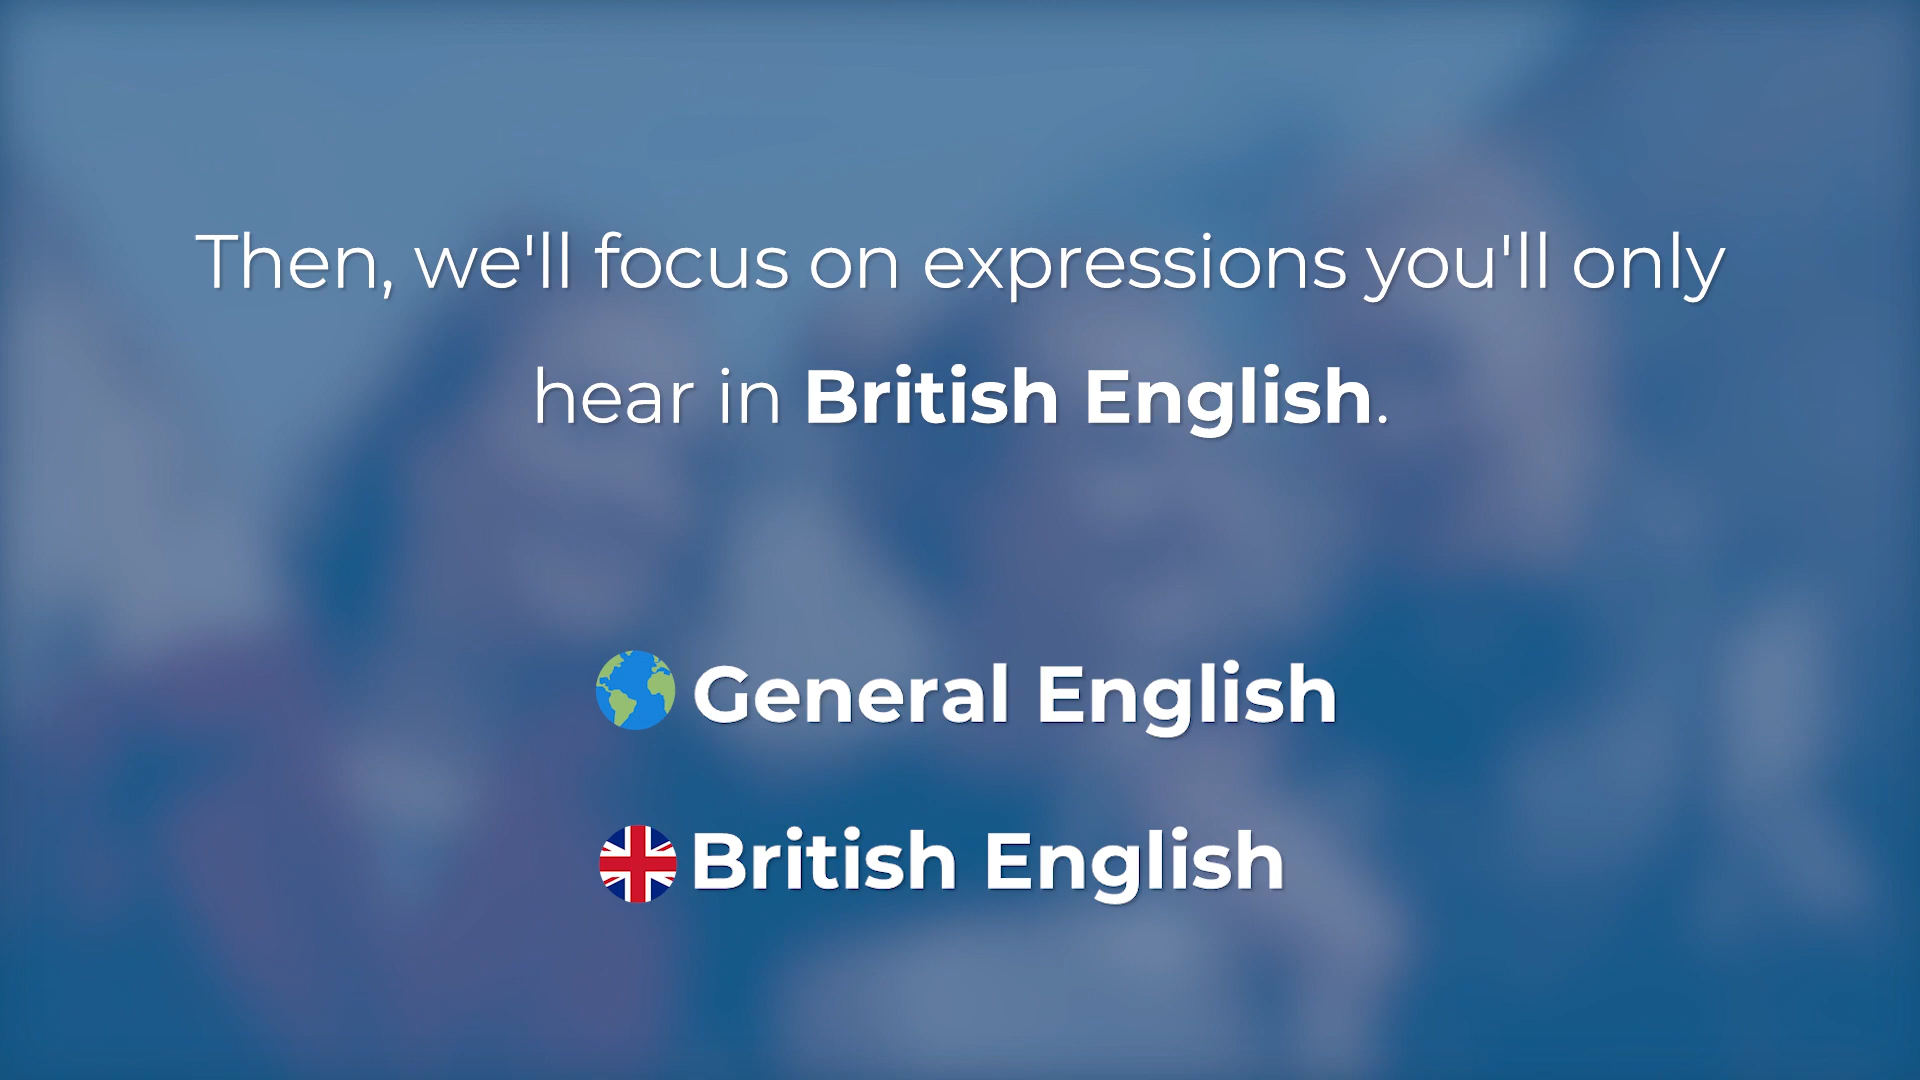 Then, we'll focus on expressions you'll only
hear in British English.
General English
British English